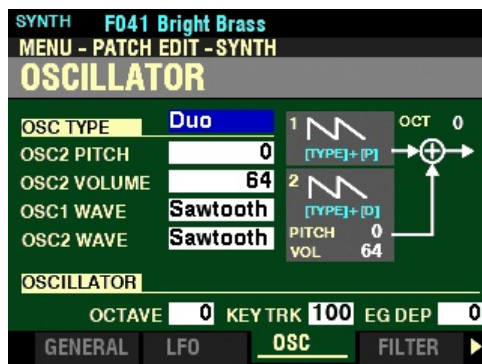 SYNTH F041 Bright Brass
MENU - PATCH EDIT - SYNTH
OSCILLATOR
OSC TYPE Duo
OSC2 PITCH 0
OSC2 VOLUME 64
OSC1 WAVE Sawtooth
OSC2 WAVE Sawtooth
1
[TYPE]+[P]
OCT 0
2
[TYPE]+[D]
PITCH 0
VOL 64
OSCILLATOR
OCTAVE 0 KEY TRK 100 EG DEP 0
GENERAL LFO OSC FILTER